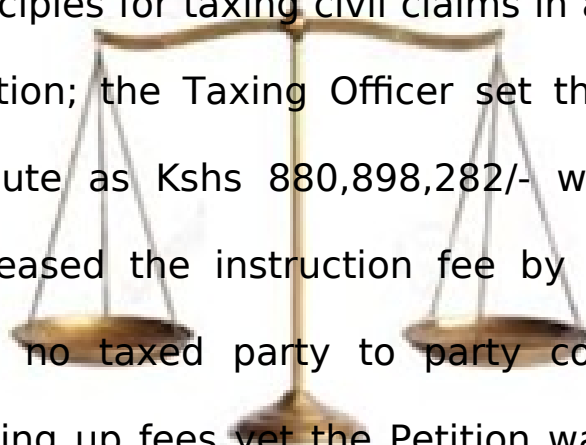 ciples for taxing civil claims in a
tion; the Taxing Officer set th
ute as Kshs 880,898,282/- w
eased the instruction fee by
no taxed party to party co
ing up fees yet the Petition wa